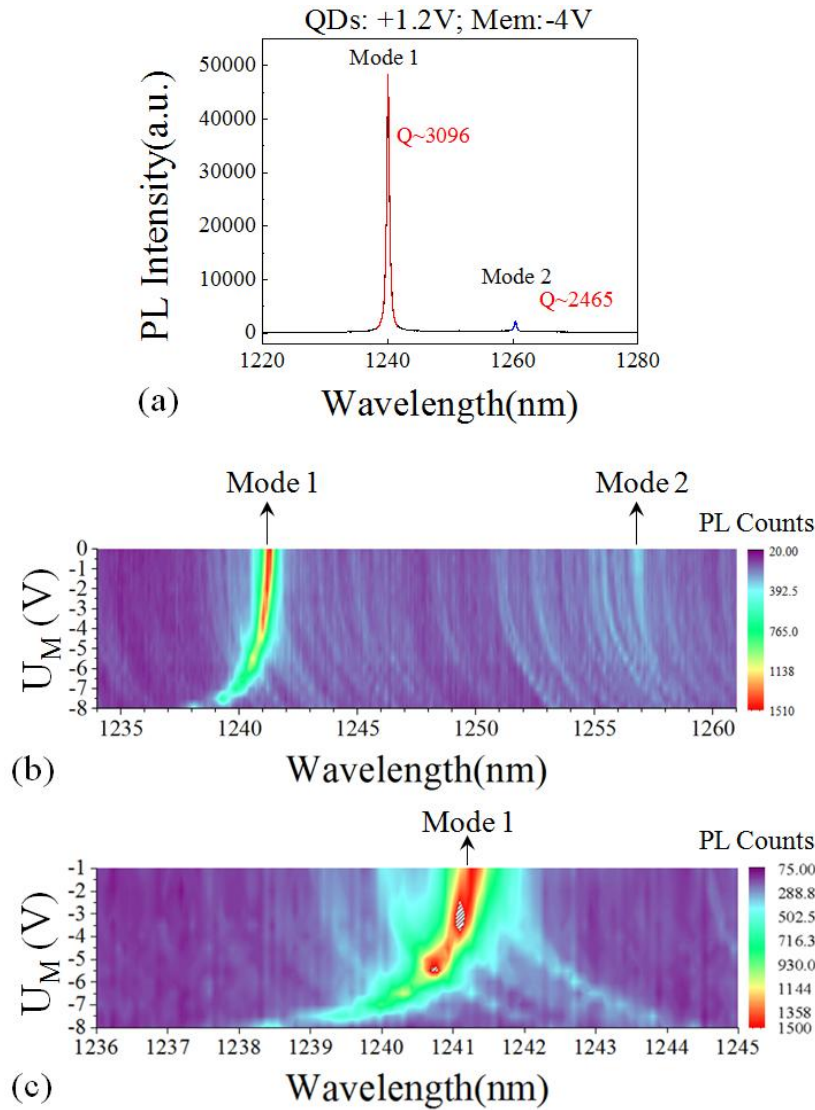 QDs: +1.2V; Mem:-4V
Mode 1
50000
40000
30000
20000
10000
0
Q~3096
Mode 2
Q~2465
PL Intensity(a.u.)
1220 1240 1260 1280
Wavelength(nm)
(a)
Mode 1 Mode 2
PL Counts
0
-1
-2
-3
-4
-5
-6
-7
-8
U_M (V)
20.00
392.5
765.0
1138
1510
1235 1240 1245 1250 1255 1260
Wavelength(nm)
(b)
Mode 1
PL Counts
-1
-2
-3
-4
-5
-6
-7
-8
U_M (V)
75.00
288.8
502.5
716.3
930.0
1144
1358
1500
1236 1237 1238 1239 1240 1241 1242 1243 1244 1245
Wavelength(nm)
(c)